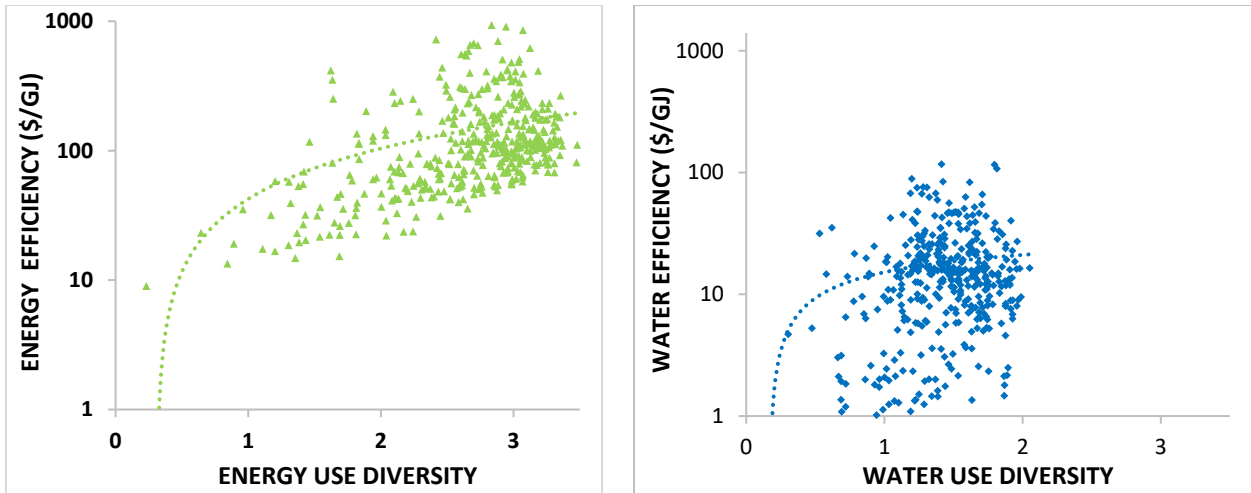 1000
100
10
1
ENERGY EFFICIENCY ($/GJ)
0 1 2 3
ENERGY USE DIVERSITY
1000
100
10
1
WATER EFFICIENCY ($/GJ)
0 1 2 3
WATER USE DIVERSITY